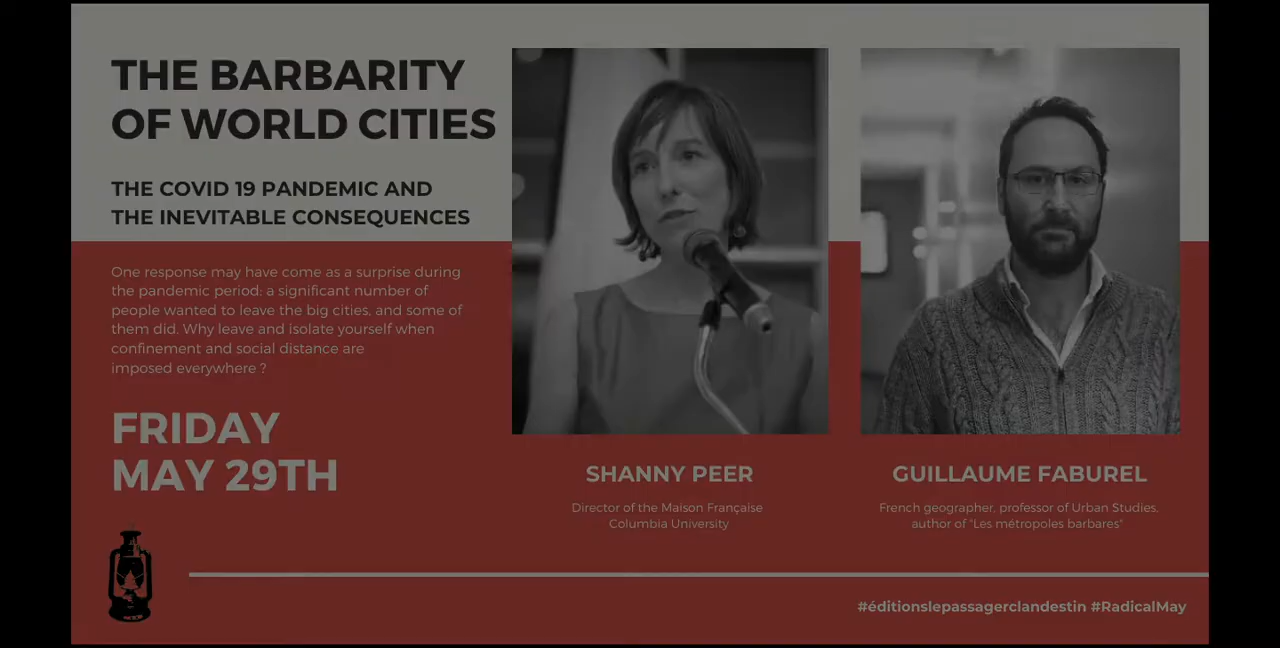 THE BARBARITY
OF WORLD CITIES
THE COVID 19 PANDEMIC AND
THE INEVITABLE CONSEQUENCES
One response may have come as a surprise during
the pandemic period: a significant number of
people wanted to leave the big cities, and some of
them did. Why leave and isolate yourself when
confinement and social distance are
imposed everywhere ?
FRIDAY
MAY 29TH
SHANNY PEER
Director of the Maison Française
Columbia University
GUILLAUME FABUREL
French geographer, professor of Urban Studies,
author of "Les métropoles barbares"
#éditionslepassagerclandestin #RadicalMay